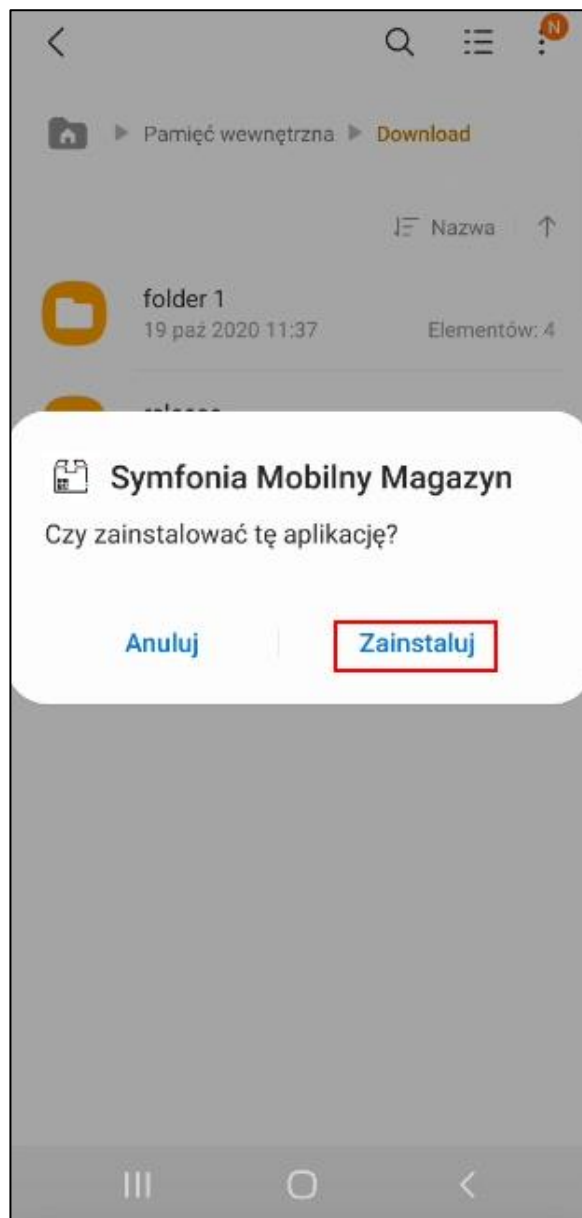 N
Pamięć wewnętrzna Download
Nazwa
folder 1
19 paź 2020 11:37 Elementów: 4
Symfonia Mobilny Magazyn
Czy zainstalować tę aplikację?
Anuluj Zainstaluj